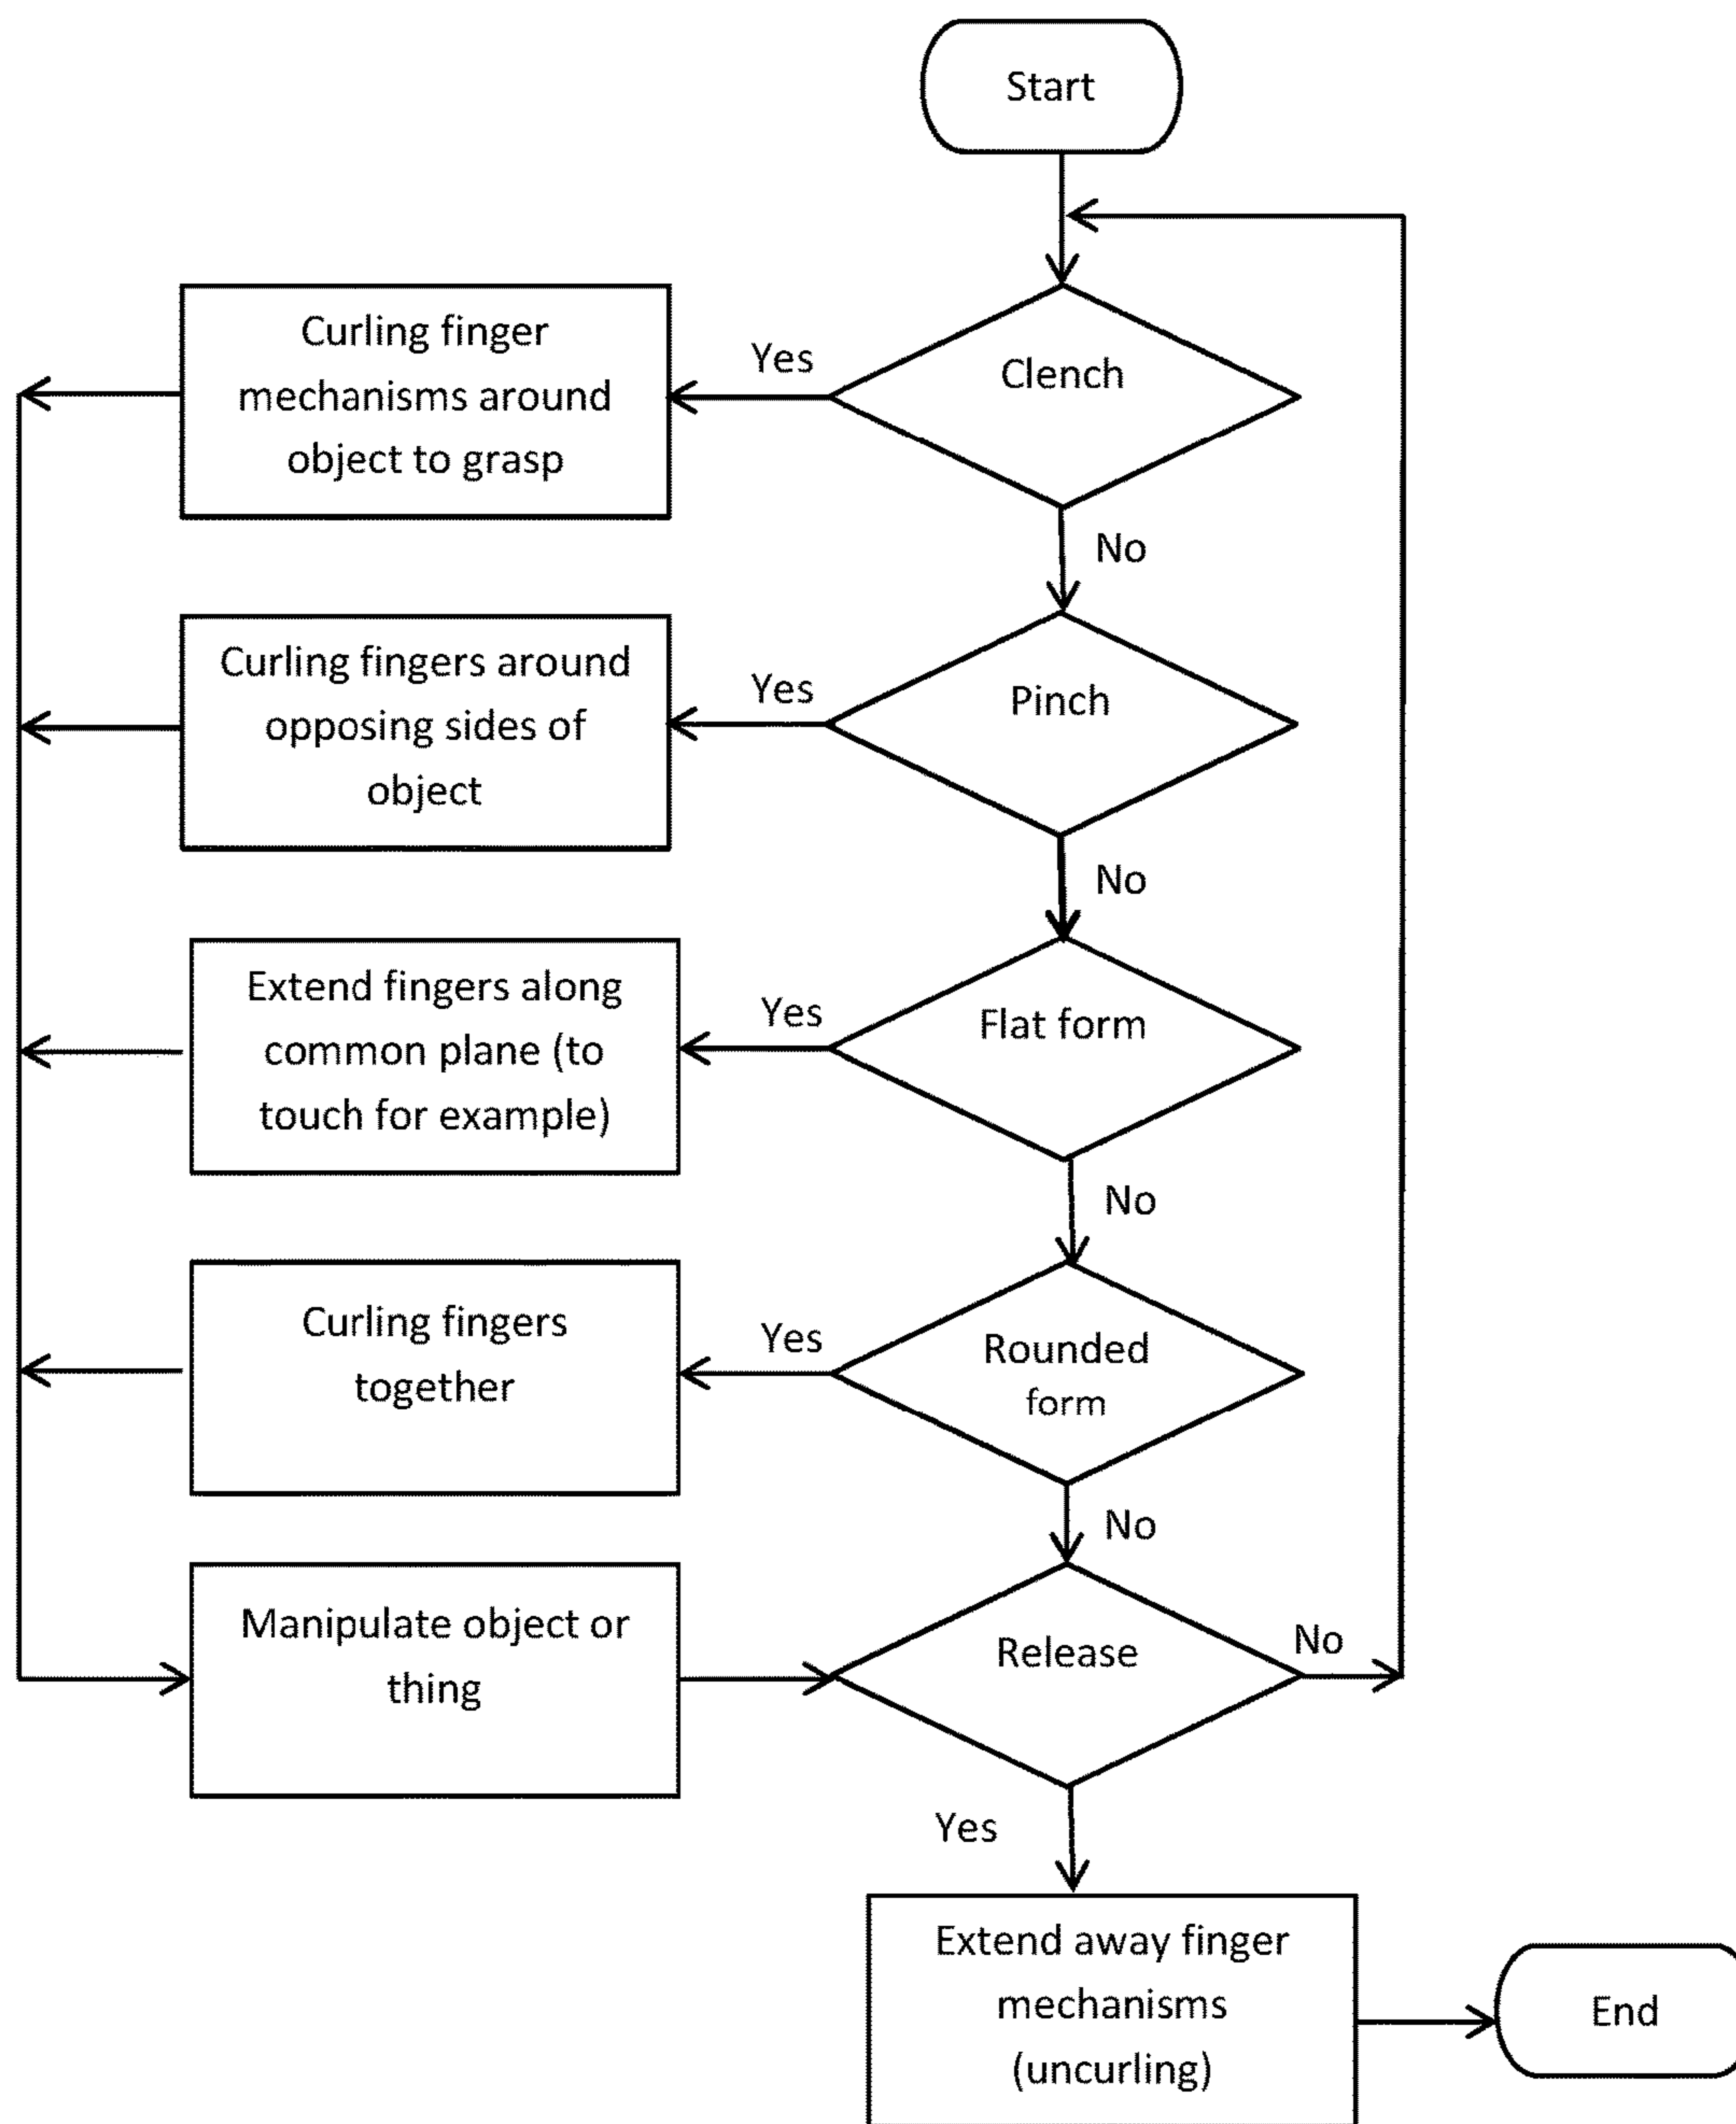 Start
Curling finger
mechanisms around
object to grasp
Yes
Clench
No
Curling fingers around
opposing sides of
object
Yes
Pinch
No
Extend fingers along
common plane (to
touch for example)
Yes
Flat form
No
Curling fingers
together
Yes
Rounded
form
No
Manipulate object or
thing
Release
No
Yes
Extend away finger
mechanisms
(uncurling)
End